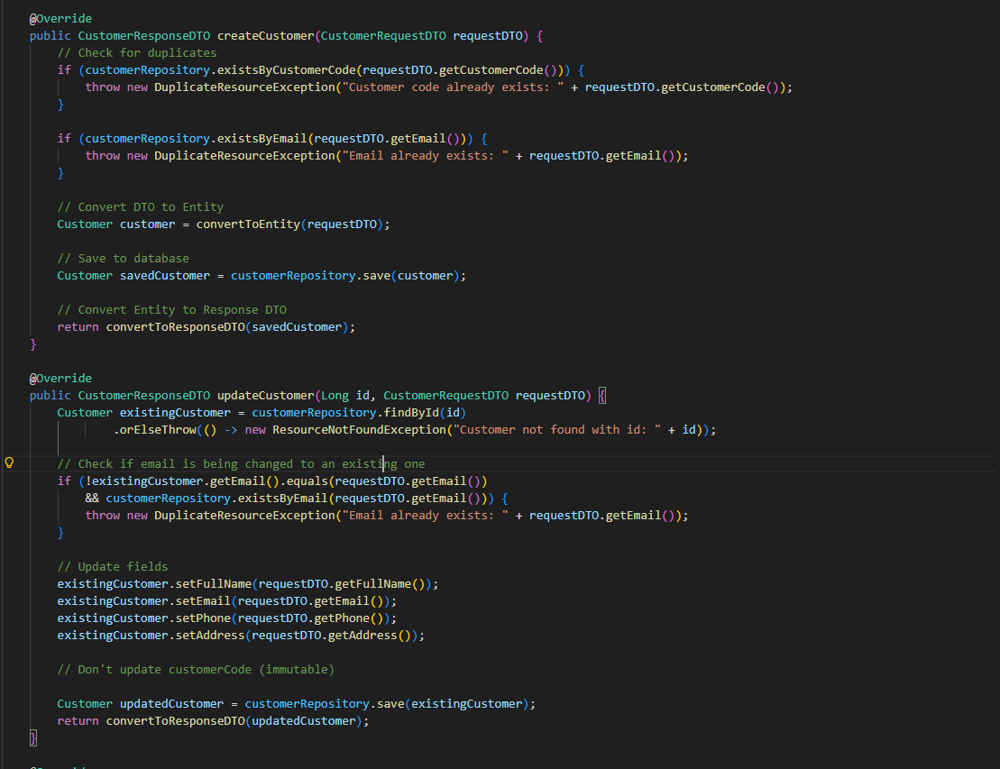 @Override
public CustomerResponseDTO createCustomer(CustomerRequestDTO requestDTO) {
// Check for duplicates
if (customerRepository.existsByCustomerCode(requestDTO.getCustomerCode())) {
throw new DuplicateResourceException("Customer code already exists: " + requestDTO.getCustomerCode());
}
if (customerRepository.existsByEmail(requestDTO.getEmail())) {
throw new DuplicateResourceException("Email already exists: " + requestDTO.getEmail());
}
// Convert DTO to Entity
Customer customer = convertToEntity(requestDTO);
// Save to database
Customer savedCustomer = customerRepository.save(customer);
// Convert Entity to Response DTO
return convertToResponseDTO(savedCustomer);
}
@Override
public CustomerResponseDTO updateCustomer(Long id, CustomerRequestDTO requestDTO) {
Customer existingCustomer = customerRepository.findById(id)
.orElseThrow(() -> new ResourceNotFoundException("Customer not found with id: " + id));
// Check if email is being changed to an existing one
if (!existingCustomer.getEmail().equals(requestDTO.getEmail())
&& customerRepository.existsByEmail(requestDTO.getEmail())) {
throw new DuplicateResourceException("Email already exists: " + requestDTO.getEmail());
}
// Update fields
existingCustomer.setFullName(requestDTO.getFullName());
existingCustomer.setEmail(requestDTO.getEmail());
existingCustomer.setPhone(requestDTO.getPhone());
existingCustomer.setAddress(requestDTO.getAddress());
// Don't update customerCode (immutable)
Customer updatedCustomer = customerRepository.save(existingCustomer);
return convertToResponseDTO(updatedCustomer);
}